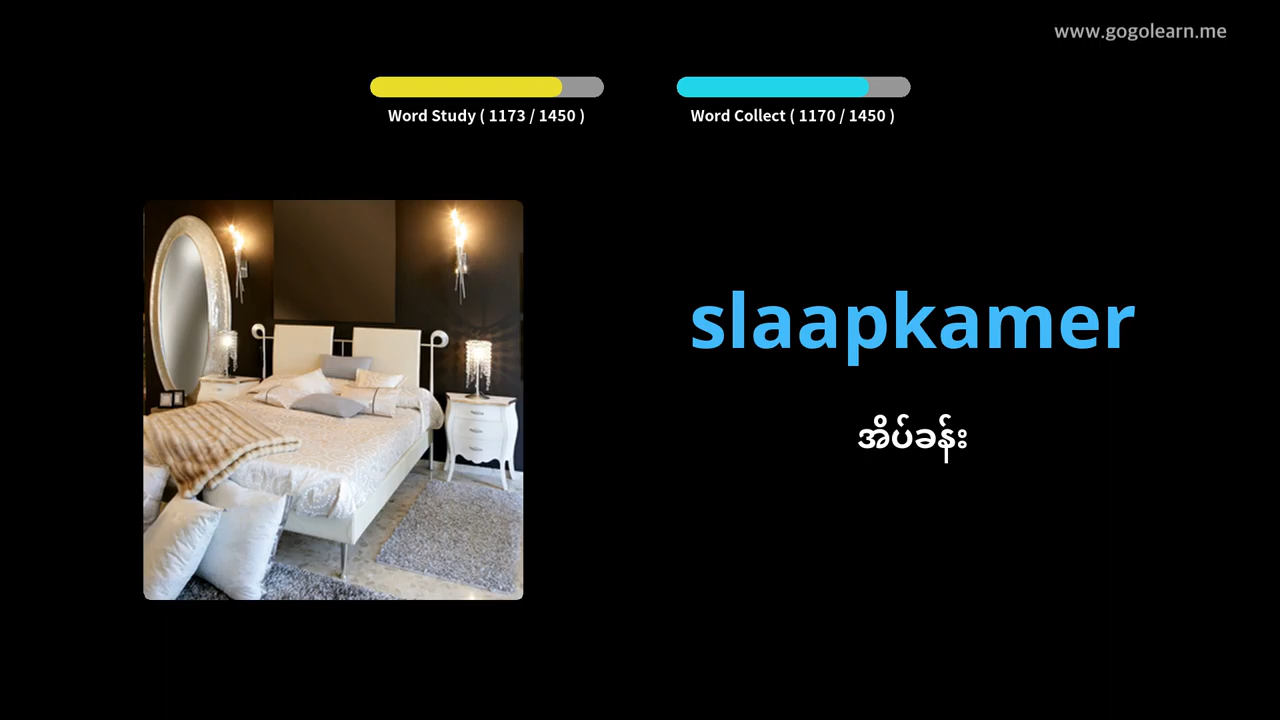 www.gogolearn.me
Word Study ( 1173 / 1450 )
Word Collect ( 1170 / 1450 )
slaapkamer
အိပ်ခန်း